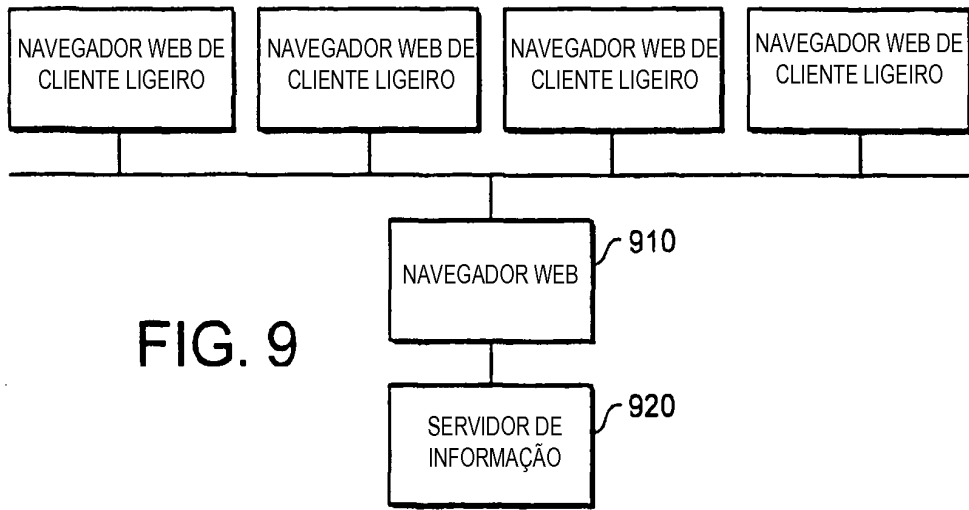 NAVEGADOR WEB DE
CLIENTE LIGEIRO
NAVEGADOR WEB DE
CLIENTE LIGEIRO
NAVEGADOR WEB DE
CLIENTE LIGEIRO
NAVEGADOR WEB DE
CLIENTE LIGEIRO
910
NAVEGADOR WEB
FIG. 9
920
SERVIDOR DE
INFORMAÇÃO